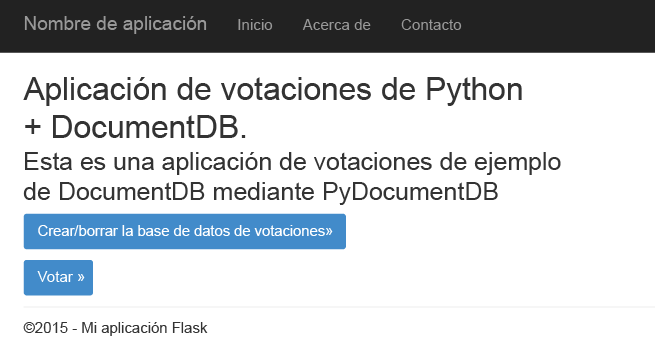 Nombre de aplicación Inicio Acerca de Contacto
Aplicación de votaciones de Python
+ DocumentDB.
Esta es una aplicación de votaciones de ejemplo
de DocumentDB mediante PyDocumentDB
Crear/borrar la base de datos de votaciones»
Votar »
©2015 - Mi aplicación Flask